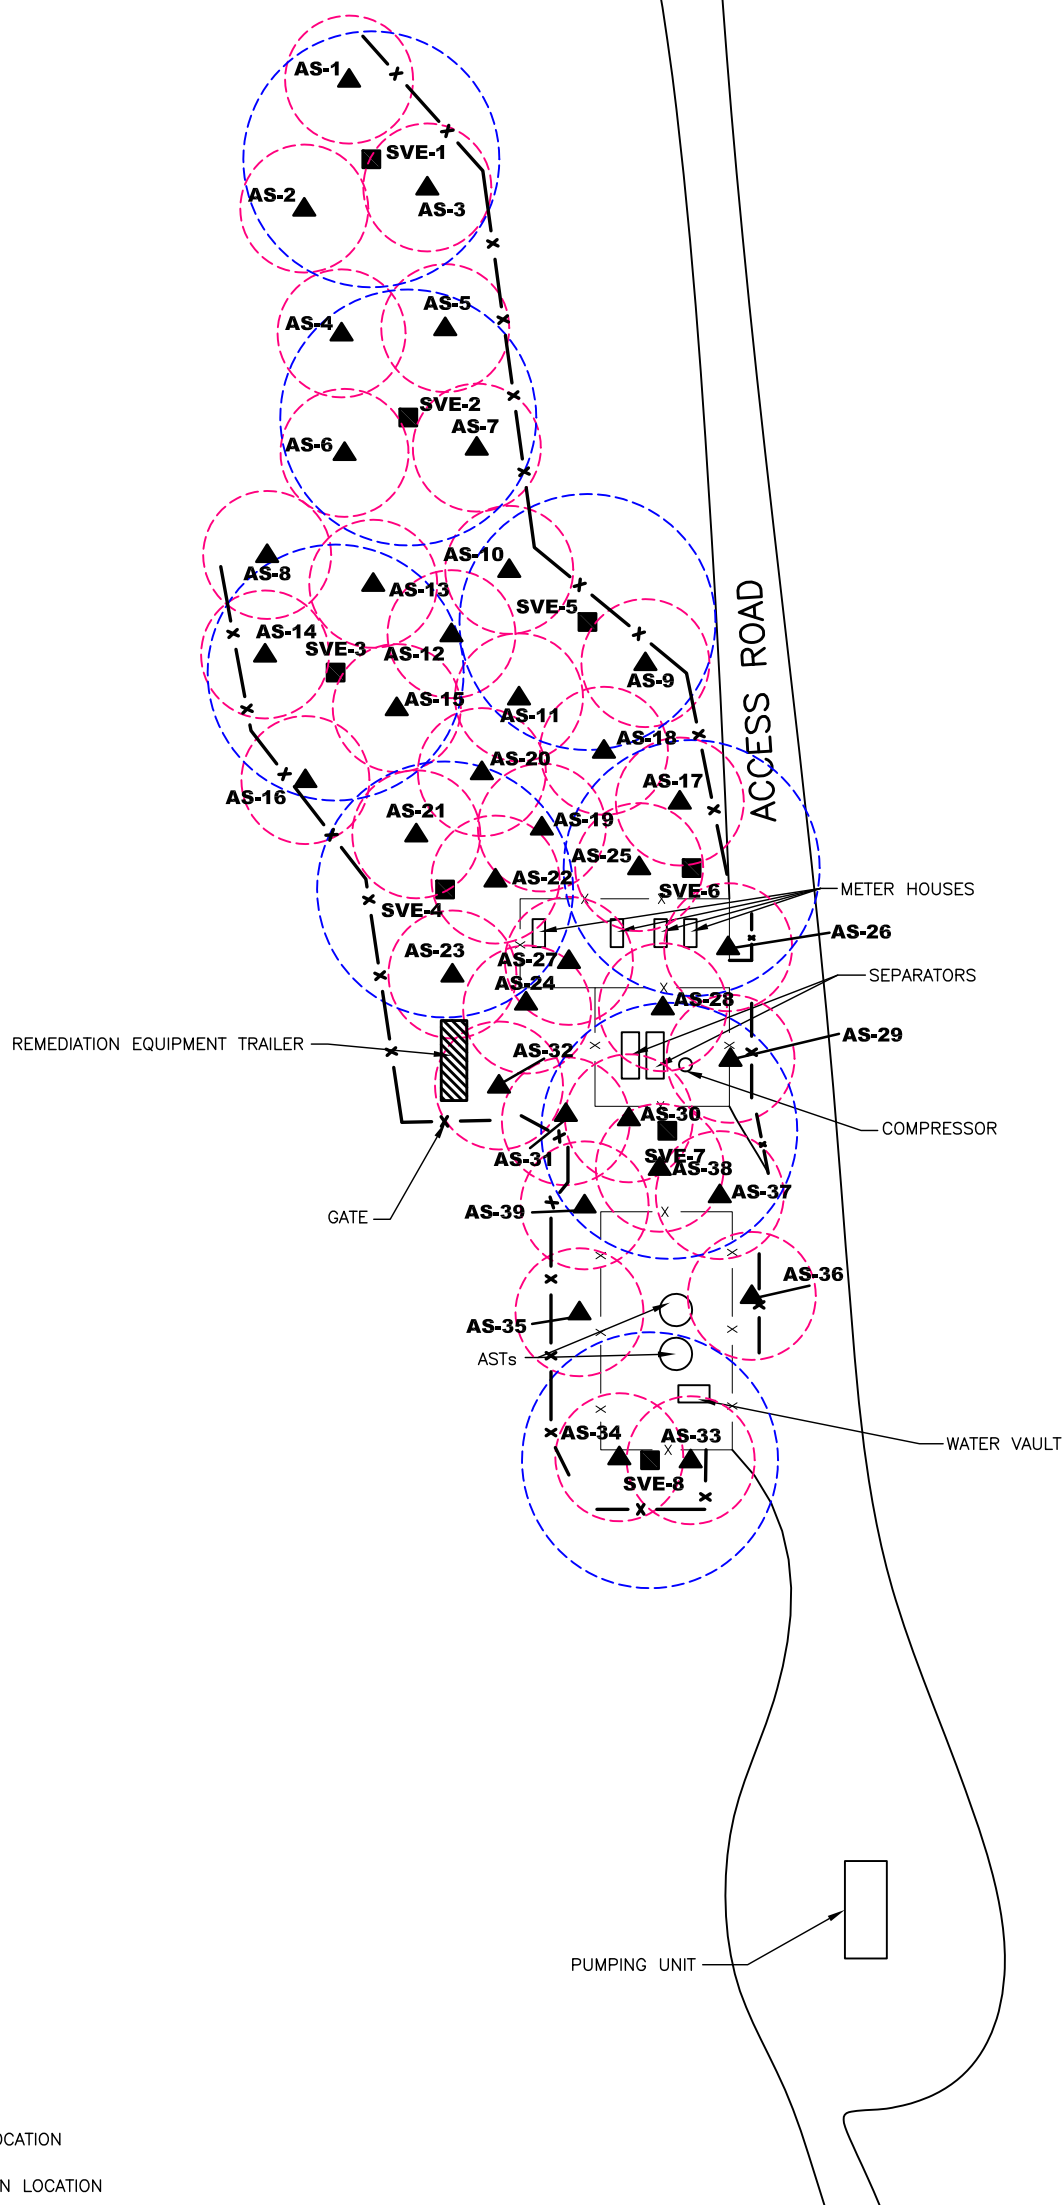 AS-1
SVE-1
AS-2
AS-3
AS-5
AS-4
SVE-2
AS-7
AS-6
AS-10
AS-8
AS-13
SVE-5
AS-14
AS-12
SVE-3
AS-9
AS-15
AS-11
ACCESS ROAD
AS-18
AS-20
AS-16
AS-17
AS-21
AS-19
AS-25
AS-22
SVE-6
METER HOUSES
SVE-4
AS-26
AS-23
AS-27
SEPARATORS
AS-24
AS-28
AS-29
REMEDIATION EQUIPMENT TRAILER
AS-32
AS-30
COMPRESSOR
AS-31
SVE-7
AS-38
AS-37
AS-39
GATE
AS-36
AS-35
ASTs
AS-34
AS-33
WATER VAULT
SVE-8
PUMPING UNIT
OCATION
N LOCATION